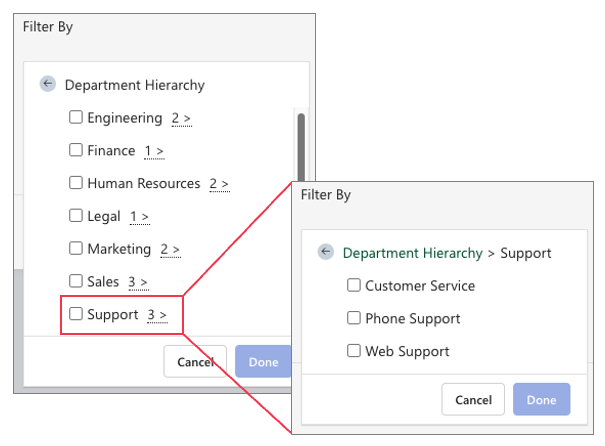 Filter By
Department Hierarchy
Engineering 2 >
Finance 1 >
Human Resources 2 >
Legal 1 >
Marketing 2 >
Sales 3 >
Support 3 >
Cancel Done
Filter By
Department Hierarchy > Support
Customer Service
Phone Support
Web Support
Cancel Done